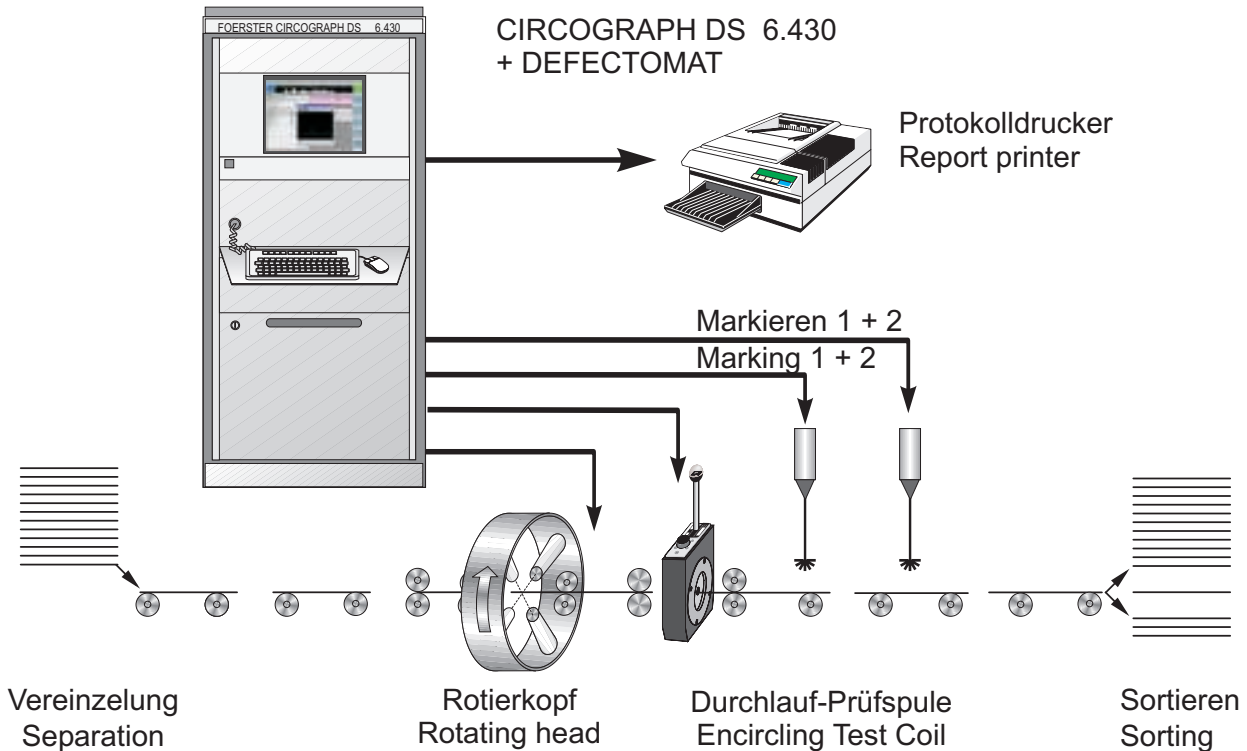 FOERSTER CIRCOGRAPH DS 6.430
CIRCOGRAPH DS 6.430
+ DEFECTOMAT
Protokolldrucker
Report printer
Markieren 1 + 2
Marking 1 + 2
Vereinzelung
Separation
Rotierkopf
Rotating head
Durchlauf-Prüfspule
Encircling Test Coil
Sortieren
Sorting